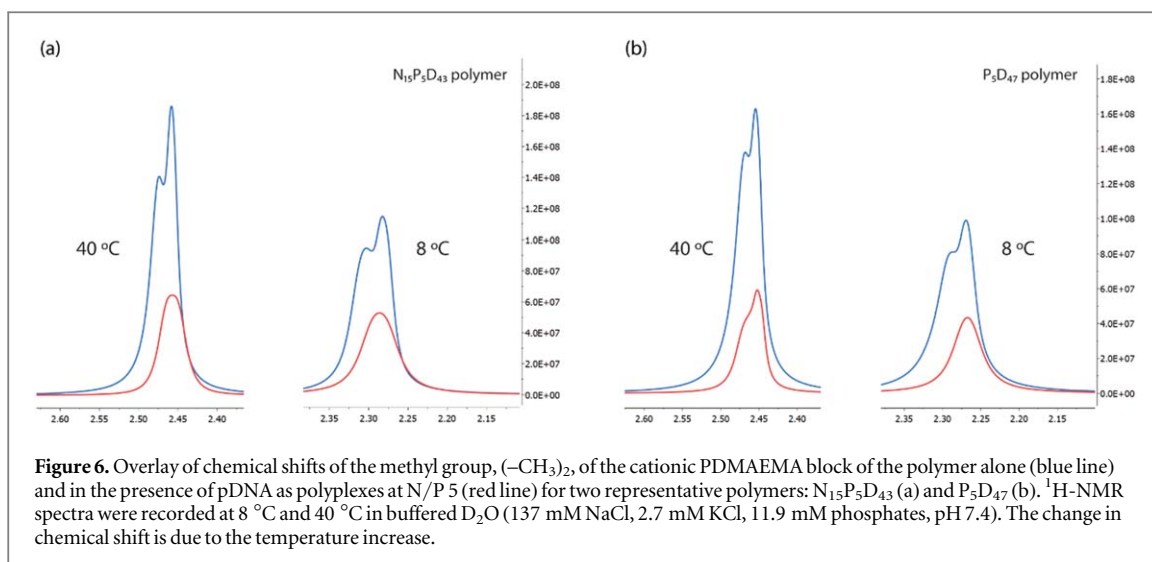 (a)
N₁₅P₅D₄₃ polymer
2.0E+08
1.8E+08
1.6E+08
1.4E+08
1.2E+08
1.0E+08
8.0E+07
6.0E+07
4.0E+07
2.0E+07
0.0E+00
40 °C
8 °C
2.60 2.55 2.50 2.45 2.40
2.35 2.30 2.25 2.20 2.15
(b)
P₅D₄₇ polymer
1.8E+08
1.6E+08
1.4E+08
1.2E+08
1.0E+08
8.0E+07
6.0E+07
4.0E+07
2.0E+07
0.0E+00
40 °C
8 °C
2.60 2.55 2.50 2.45 2.40
2.35 2.30 2.25 2.20 2.15
Figure 6. Overlay of chemical shifts of the methyl group, (–CH₃)₂, of the cationic PDMAEMA block of the polymer alone (blue line)
and in the presence of pDNA as polyplexes at N/P 5 (red line) for two representative polymers: N₁₅P₅D₄₃ (a) and P₅D₄₇ (b). ¹H-NMR
spectra were recorded at 8 °C and 40 °C in buffered D₂O (137 mM NaCl, 2.7 mM KCl, 11.9 mM phosphates, pH 7.4). The change in
chemical shift is due to the temperature increase.